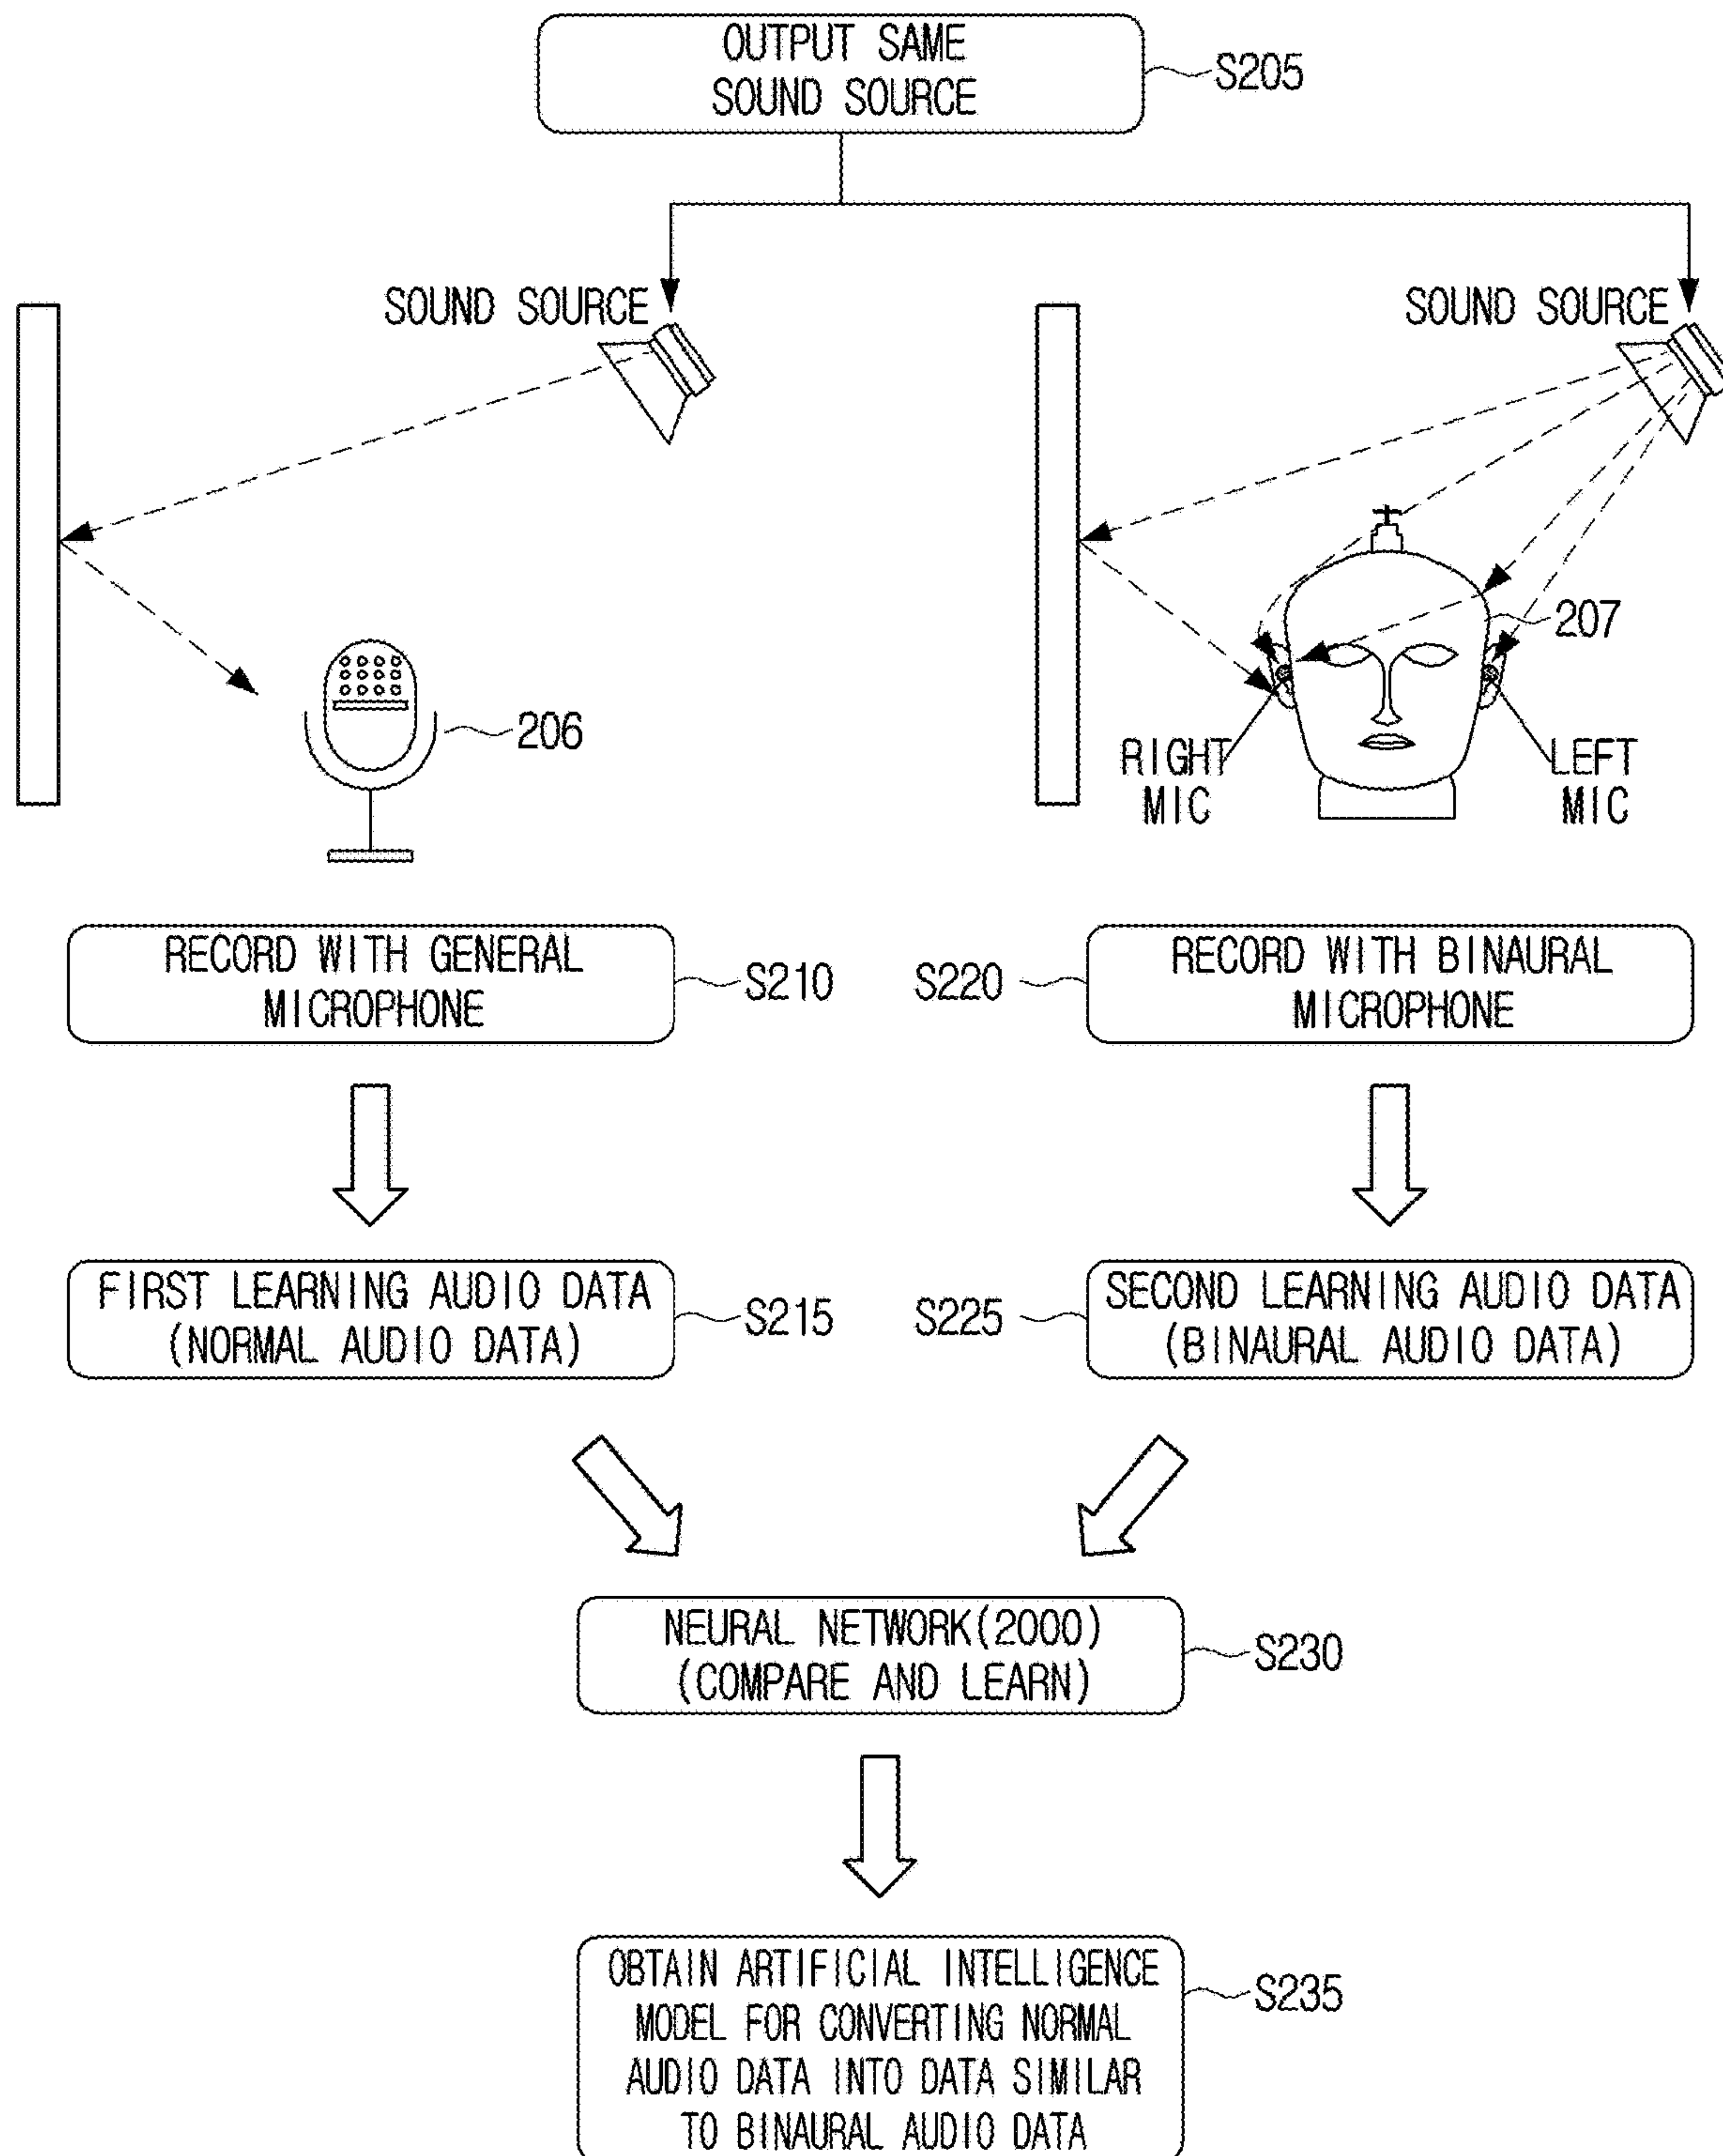 OUTPUT SAME
SOUND SOURCE
S205
SOUND SOURCE
SOUND SOURCE
206
207
RIGHT
MIC
LEFT
MIC
RECORD WITH GENERAL
MICROPHONE
S210
S220
RECORD WITH BINAURAL
MICROPHONE
FIRST LEARNING AUDIO DATA
(NORMAL AUDIO DATA)
S215
S225
SECOND LEARNING AUDIO DATA
(BINAURAL AUDIO DATA)
NEURAL NETWORK(2000)
(COMPARE AND LEARN)
S230
OBTAIN ARTIFICIAL INTELLIGENCE
MODEL FOR CONVERTING NORMAL
AUDIO DATA INTO DATA SIMILAR
TO BINAURAL AUDIO DATA
S235